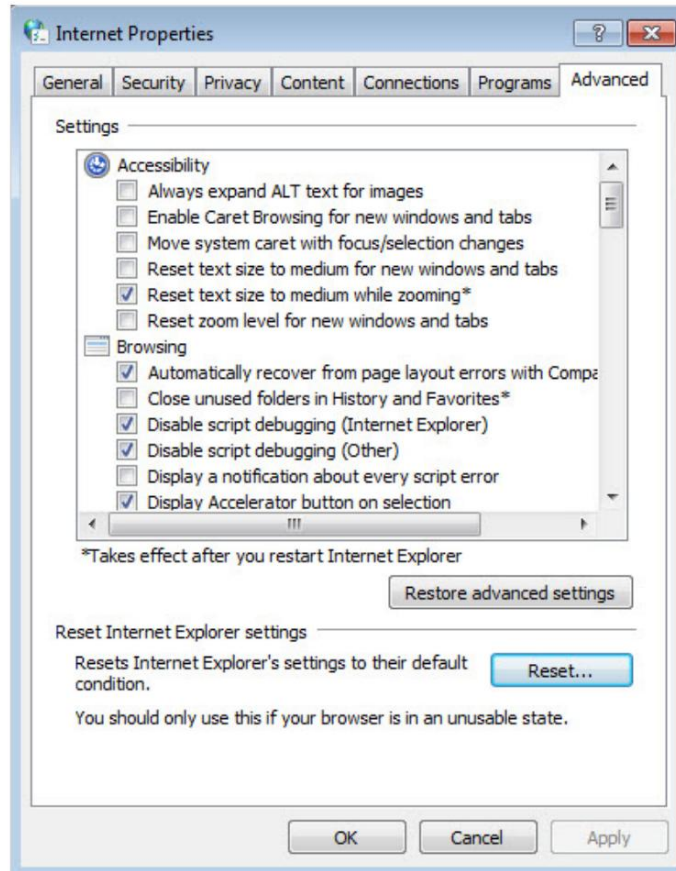 Internet Properties
General Security Privacy Content Connections Programs Advanced
Settings
Accessibility
Always expand ALT text for images
Enable Caret Browsing for new windows and tabs
Move system caret with focus/selection changes
Reset text size to medium for new windows and tabs
Reset text size to medium while zooming*
Reset zoom level for new windows and tabs
Browsing
Automatically recover from page layout errors with Compa
Close unused folders in History and Favorites*
Disable script debugging (Internet Explorer)
Disable script debugging (Other)
Display a notification about every script error
Display Accelerator button on selection
*Takes effect after you restart Internet Explorer
Restore advanced settings
Reset Internet Explorer settings
Resets Internet Explorer's settings to their default
condition.
Reset...
You should only use this if your browser is in an unusable state.
OK Cancel Apply